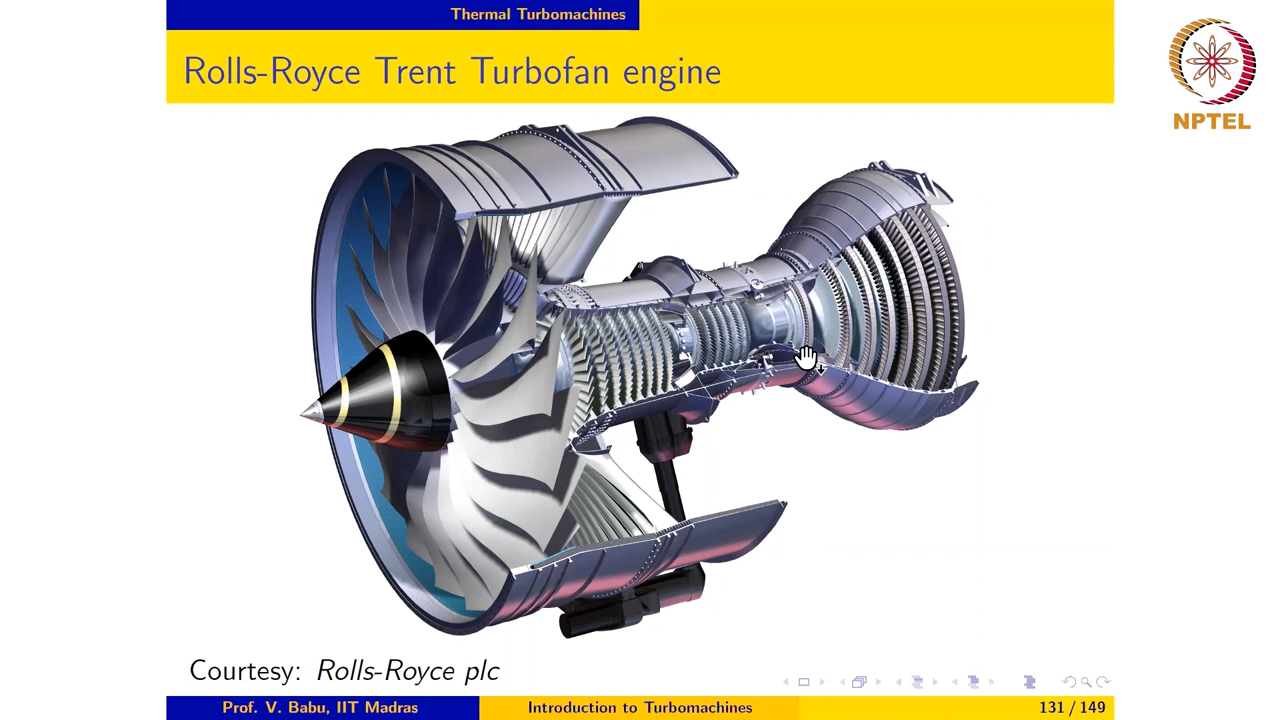 Thermal Turbomachines
Rolls-Royce Trent Turbofan engine
NPTEL
Courtesy: Rolls-Royce plc
Prof. V. Babu, IIT Madras
Introduction to Turbomachines
131 / 149